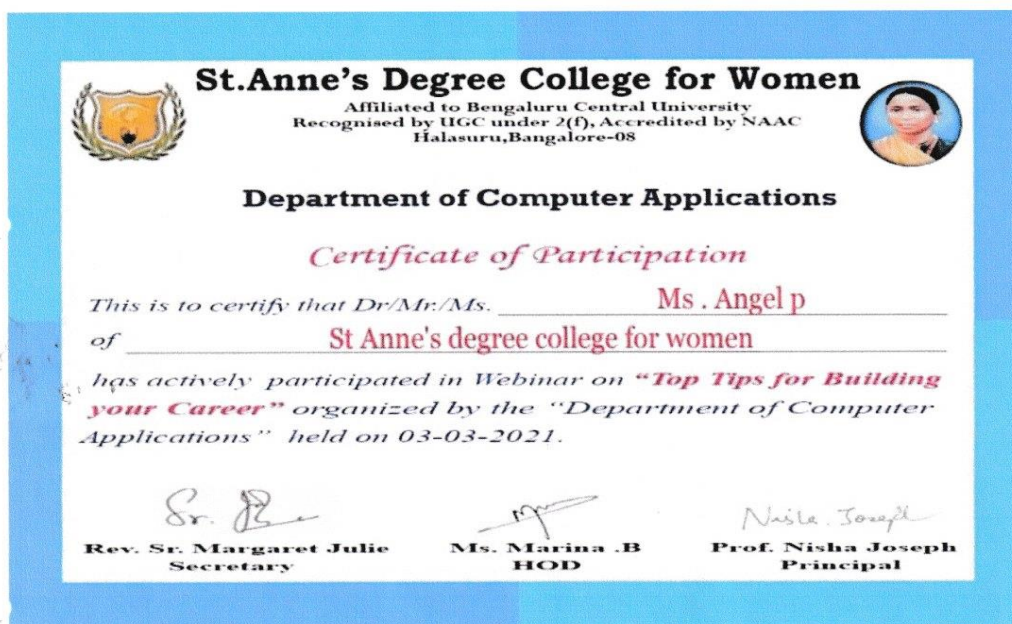 St.Anne's Degree College for Women
Affiliated to Bengaluru Central University
Recognised by UGC under 2(f), Accredited by NAAC
Halasuru,Bangalore-08
Department of Computer Applications
Certificate of Participation
This is to certify that Dr/Mr./Ms. Ms . Angel p
of St Anne's degree college for women
has actively participated in Webinar on “Top Tips for Building
your Career” organized by the “Department of Computer
Applications” held on 03-03-2021.
Sr.
Nisha Joseph
Rev. Sr. Margaret Julie Ms. Marina .B Prof. Nisha Joseph
Secretary HOD Principal